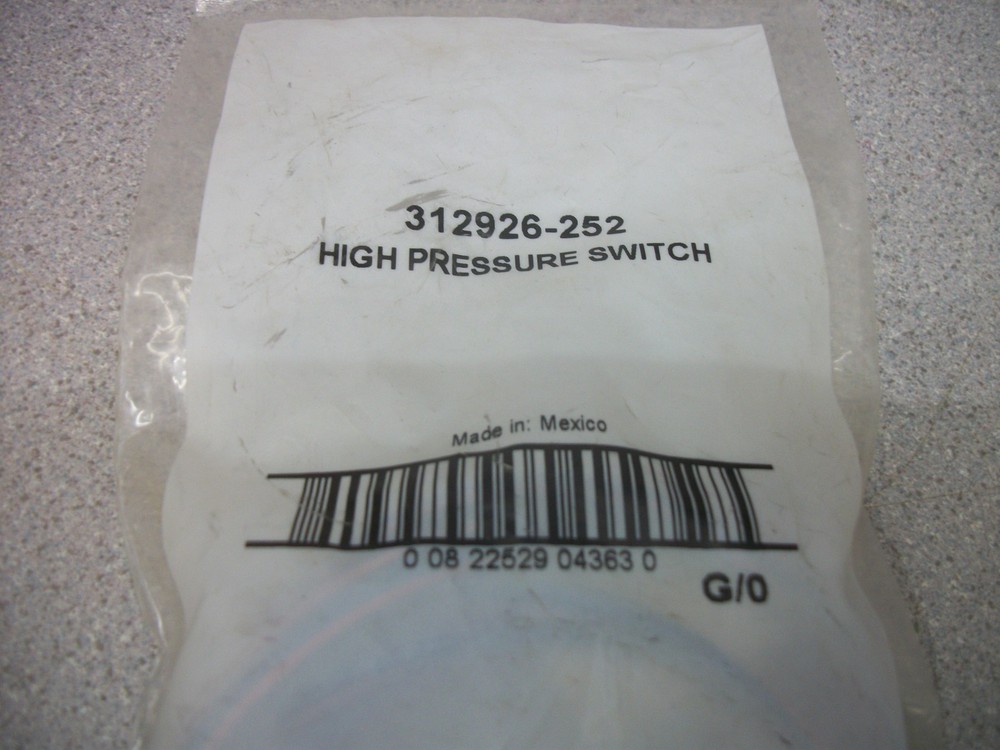 312926-252
HIGH PRESSURE SWITCH
Made in: Mexico
0 08 22529 04363 0
G/0